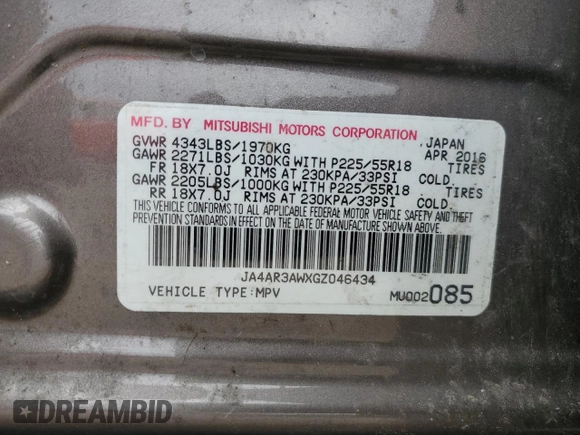 MFD. BY MITSUBISHI MOTORS CORPORATION
GVWR 4343LBS/1970KG JAPAN APR 2016
GAWR 2271LBS/1030KG WITH P225/55R18 TIRES
FR 18X7.0J RIMS AT 230KPA/33PSI COLD
GAWR 2205LBS/1000KG WITH P225/55R18 TIRES
RR 18X7.0J RIMS AT 230KPA/33PSI COLD
THIS VEHICLE CONFORMS TO ALL APPLICABLE FEDERAL MOTOR VEHICLE SAFETY AND THEFT
PREVENTION STANDARDS IN EFFECT ON THE DATE OF MANUFACTURE SHOWN ABOVE.
JA4AR3AWXGZ046434
VEHICLE TYPE:MPV MU002085
DREAMBID